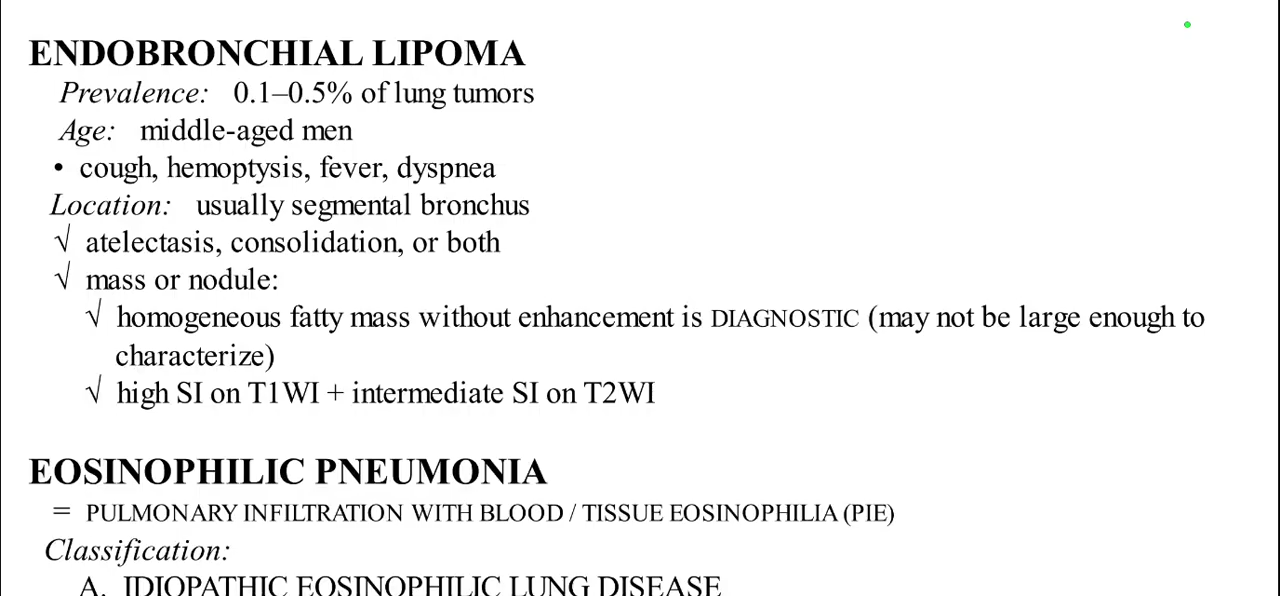 ENDOBRONCHIAL LIPOMA
Prevalence: 0.1–0.5% of lung tumors
Age: middle-aged men
• cough, hemoptysis, fever, dyspnea
Location: usually segmental bronchus
√ atelectasis, consolidation, or both
√ mass or nodule:
√ homogeneous fatty mass without enhancement is DIAGNOSTIC (may not be large enough to
characterize)
√ high SI on T1WI + intermediate SI on T2WI
EOSINOPHILIC PNEUMONIA
= PULMONARY INFILTRATION WITH BLOOD / TISSUE EOSINOPHILIA (PIE)
Classification:
A. IDIOPATHIC EOSINOPHILIC LUNG DISEASE